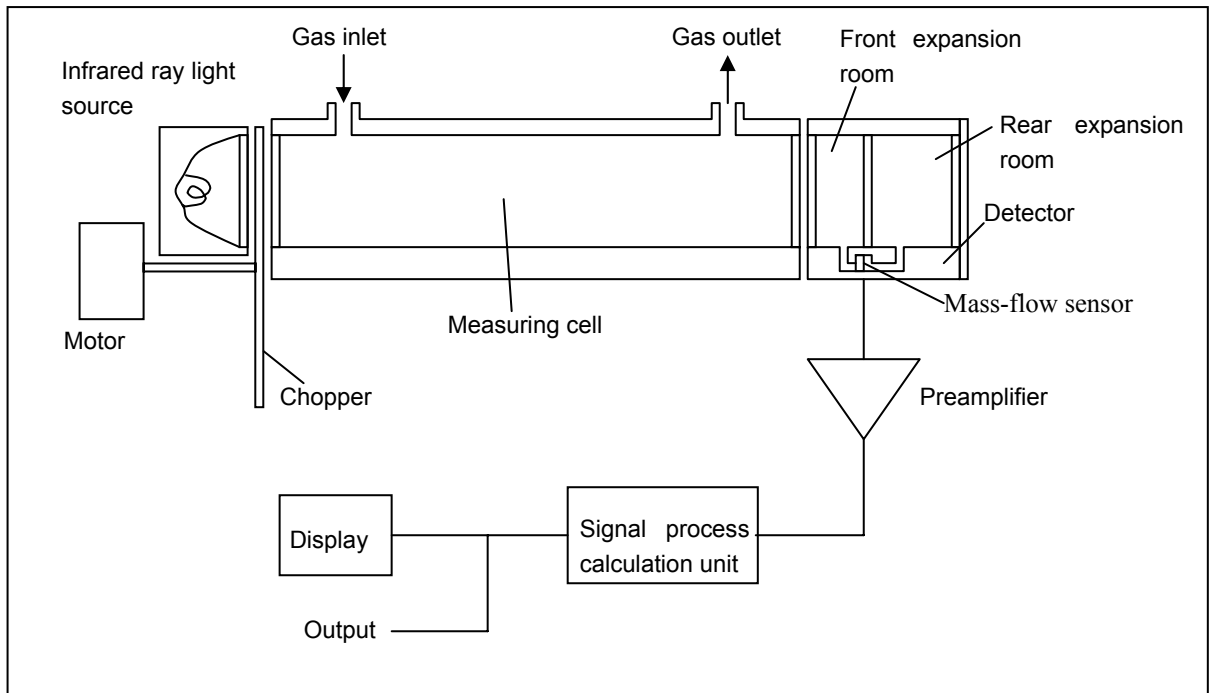 Gas inlet
Gas outlet
Front expansion
room
Infrared ray light
source
Rear expansion
room
Detector
Mass-flow sensor
Measuring cell
Motor
Chopper
Preamplifier
Display
Signal process
calculation unit
Output